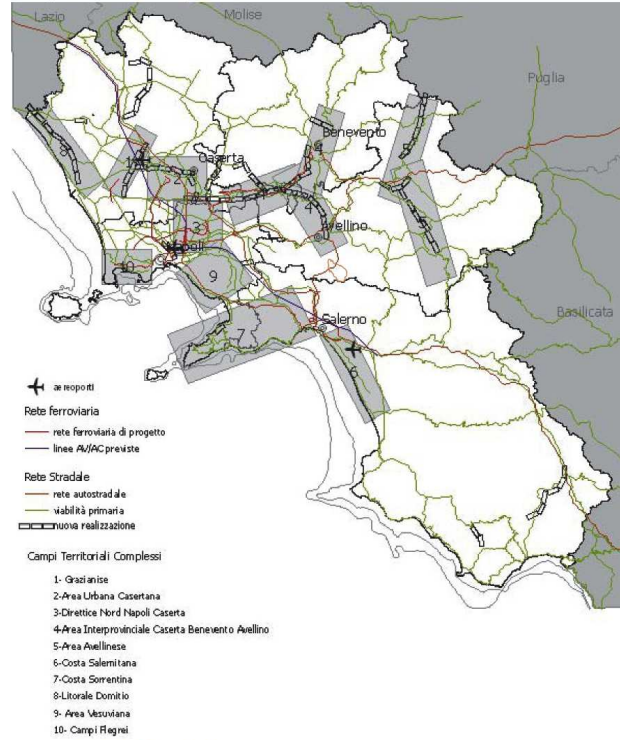 Lazio
Molise
Puglia
Benevento
Caserta
Avellino
Napoli
Basilicata
Salerno
8
2
3
4
10
9
7
6
aereoporti
Rete ferroviaria
rete ferroviaria di progetto
linee AV/AC previste
Rete Stradale
rete autostradale
viabilità primaria
nuova realizzazione
Campi Territoriali Complessi
1- Grazianise
2-Area Urbana Casertana
3-Direttice Nord Napoli Caserta
4-Area Interprovinciale Caserta Benevento Avellino
5-Area Avellinese
6-Costa Salernitana
7-Costa Sorrentina
8-Litorale Domitio
9- Area Vesuviana
10- Campi Flegrei